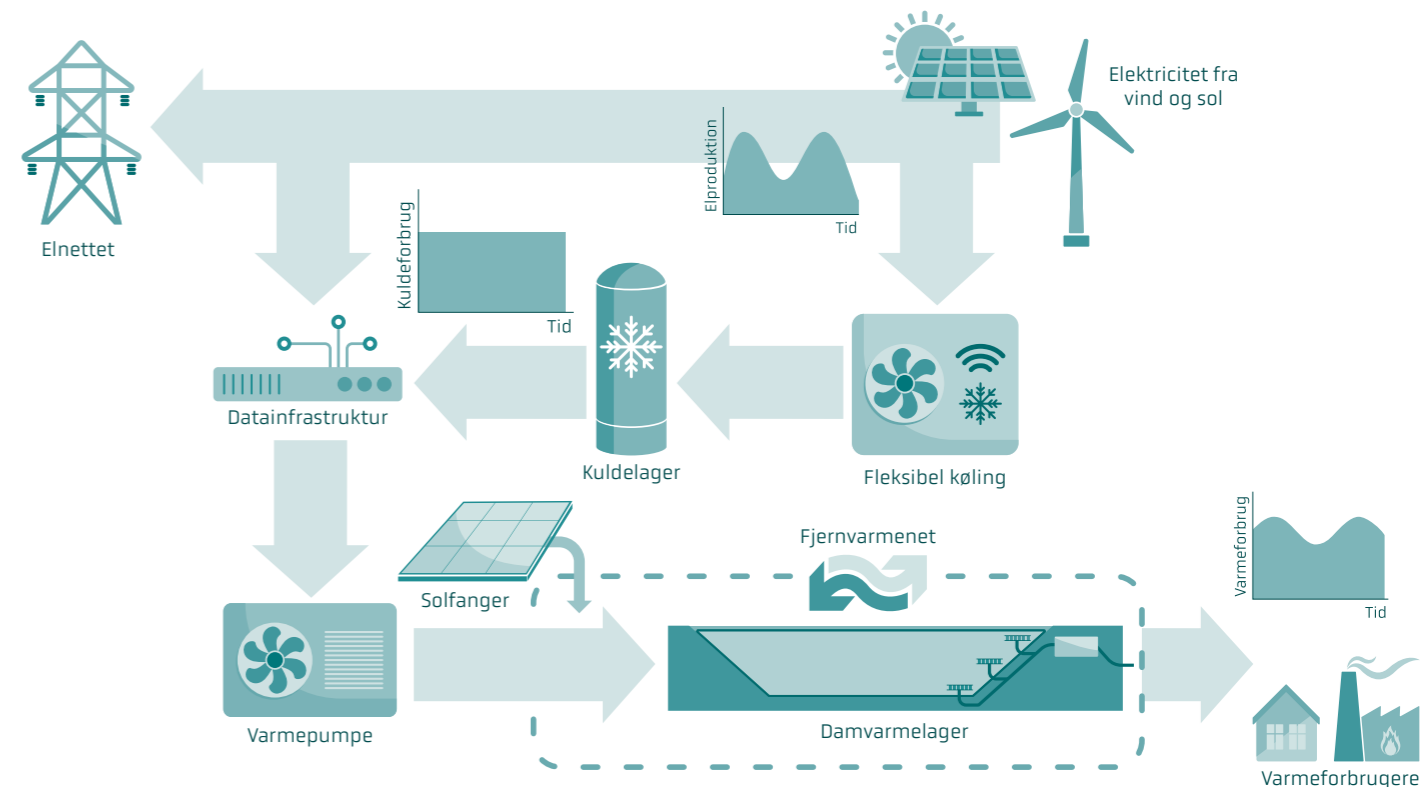 Elektricitet fra
vind og sol
Elproduktion
Tid
Elnettet
Kuldeforbrug
Tid
Datainfrastruktur
Kuldelager
Fleksibel køling
Solfanger
Fjernvarmenet
Varmeforbrug
Tid
Varmepumpe
Damvarmelager
Varmeforbrugere